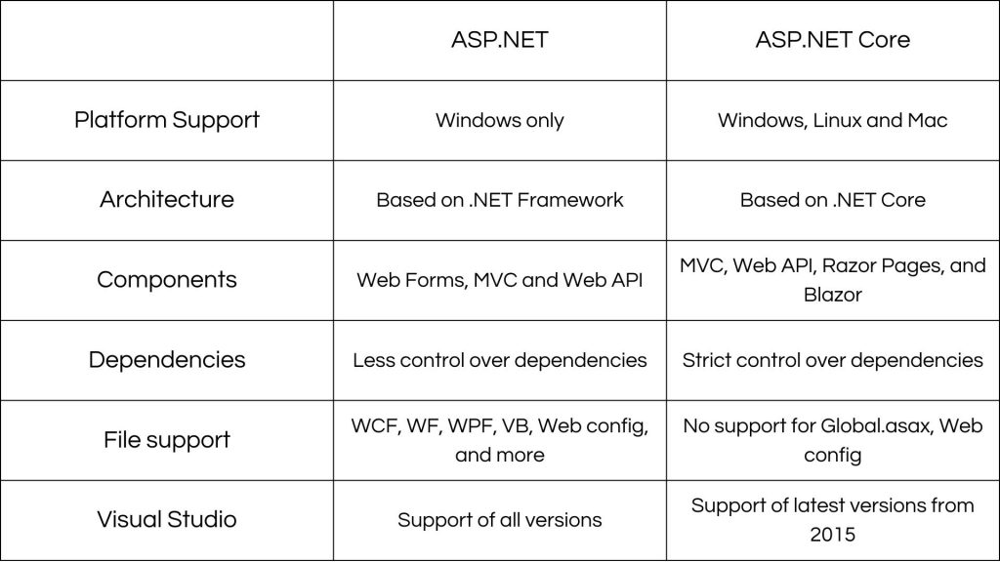 ASP.NET
ASP.NET Core
Platform Support
Windows only
Windows, Linux and Mac
Architecture
Based on .NET Framework
Based on .NET Core
Components
Web Forms, MVC and Web API
MVC, Web API, Razor Pages, and
Blazor
Dependencies
Less control over dependencies
Strict control over dependencies
File support
WCF, WF, WPF, VB, Web config,
and more
No support for Global.asax, Web
config
Visual Studio
Support of all versions
Support of latest versions from
2015